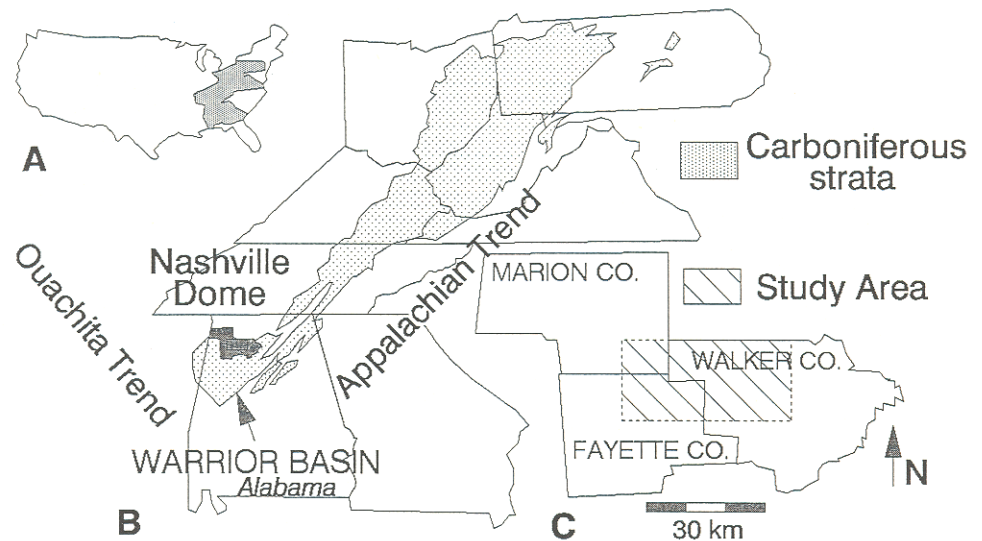 A
Carboniferous
strata
Nashville
Dome
Ouachita Trend
Appalachian Trend
MARION CO.
Study Area
WALKER CO.
FAYETTE CO.
WARRIOR BASIN
Alabama
B
C
N
30 km